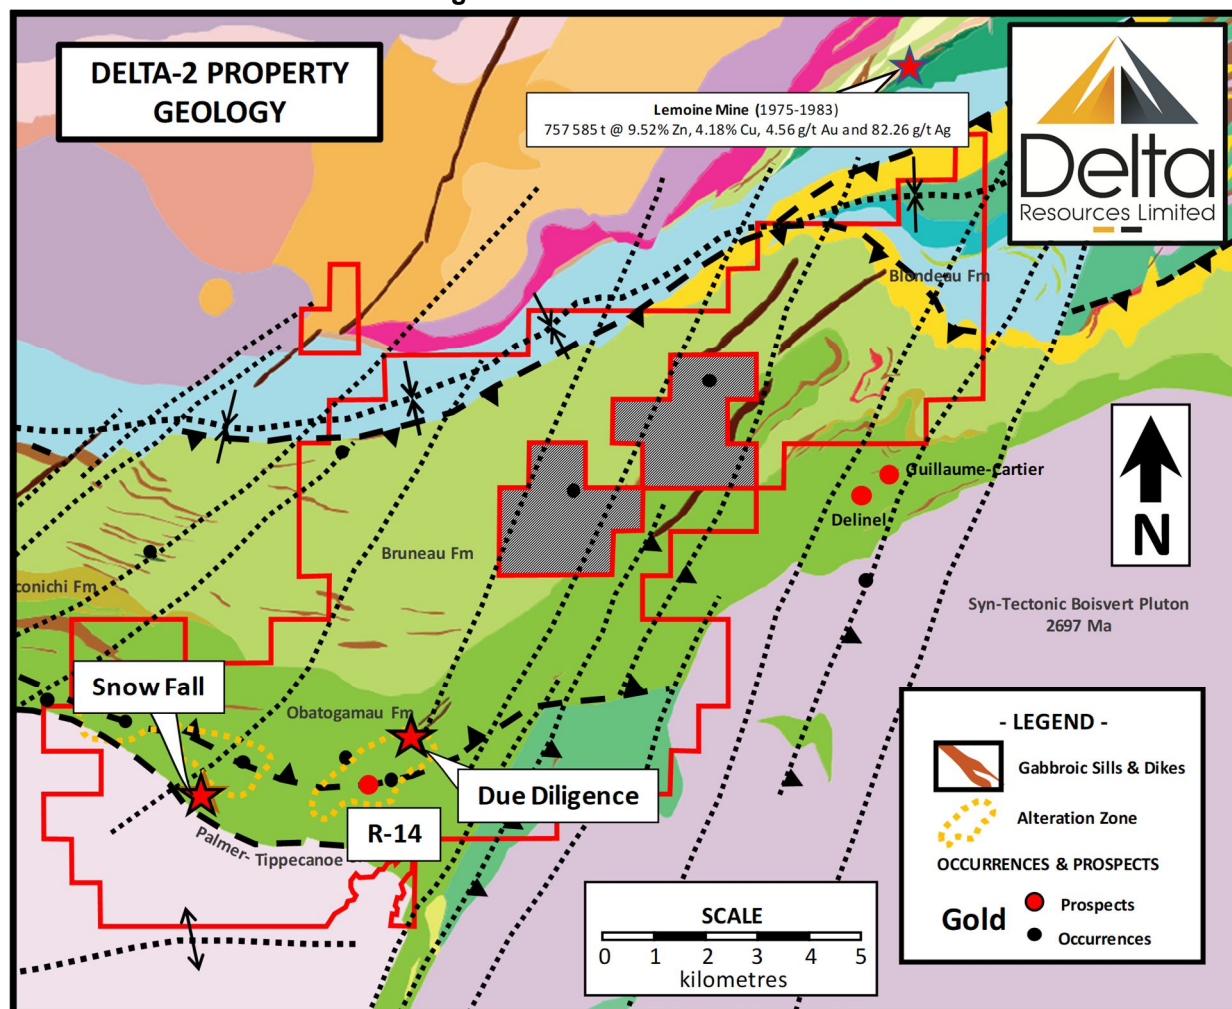 DELTA-2 PROPERTY
GEOLOGY
Lemoine Mine (1975-1983)
757 585 t @ 9.52% Zn, 4.18% Cu, 4.56 g/t Au and 82.26 g/t Ag
Delta
Resources Limited
Blondeau Fm
Guillaume-Cartier
Delinel
N
Bruneau Fm
conichi Fm
Syn-Tectonic Boisvert Pluton
2697 Ma
Snow Fall
Obatogamau Fm
Due Diligence
R-14
Palmer- Tippecanoe
- LEGEND -
Gabbroic Sills & Dikes
Alteration Zone
OCCURRENCES & PROSPECTS
Gold
Prospects
Occurrences
SCALE
0 1 2 3 4 5
kilometres